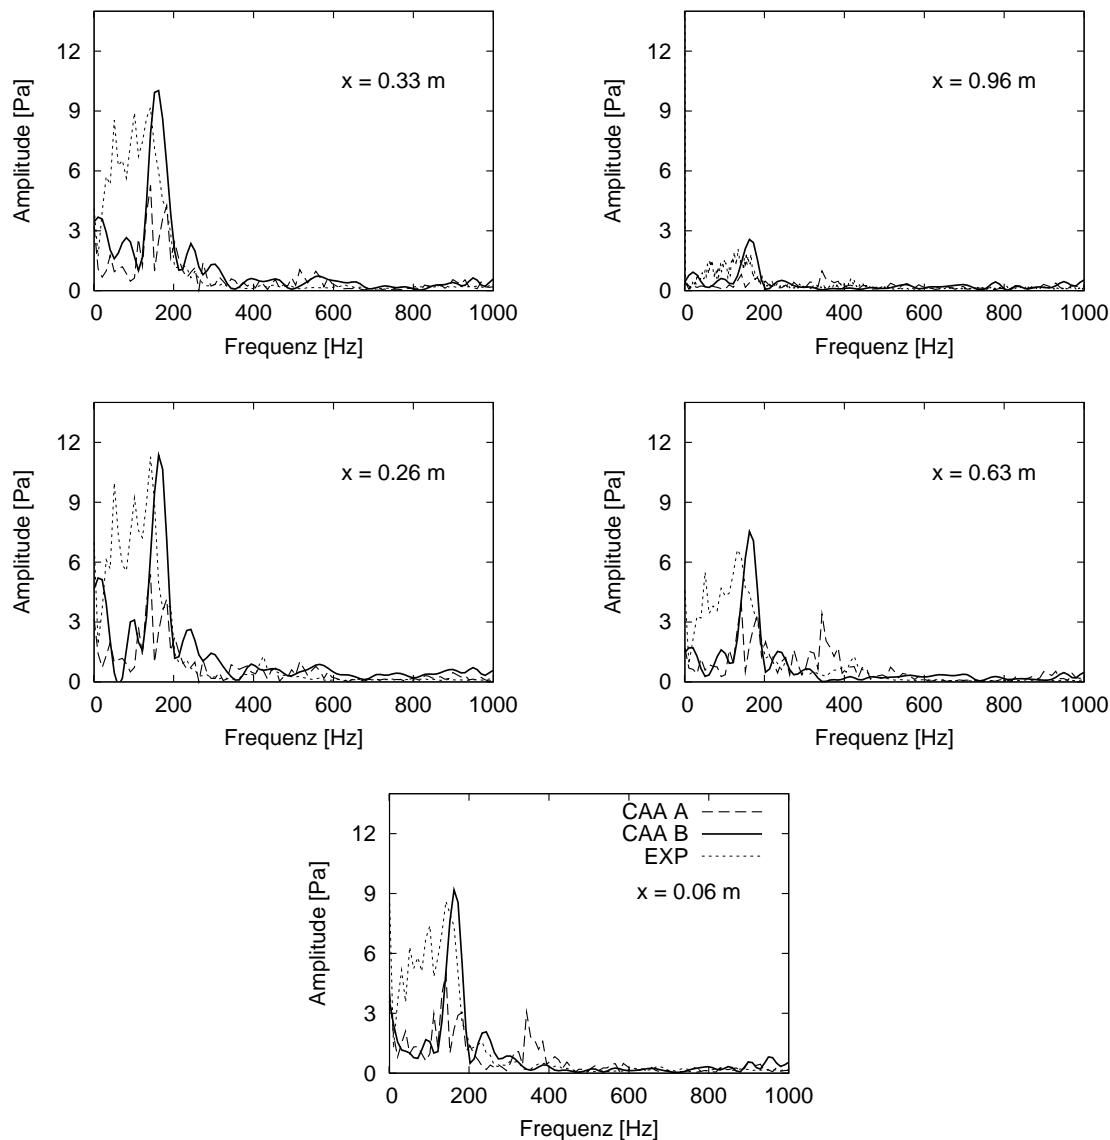 12
9
6
3
0
Amplitude [Pa]
x = 0.33 m
0 200 400 600 800 1000
Frequenz [Hz]
12
9
6
3
0
Amplitude [Pa]
x = 0.96 m
0 200 400 600 800 1000
Frequenz [Hz]
12
9
6
3
0
Amplitude [Pa]
x = 0.26 m
0 200 400 600 800 1000
Frequenz [Hz]
12
9
6
3
0
Amplitude [Pa]
x = 0.63 m
0 200 400 600 800 1000
Frequenz [Hz]
12
9
6
3
0
Amplitude [Pa]
CAA A
CAA B
EXP
x = 0.06 m
0 200 400 600 800 1000
Frequenz [Hz]